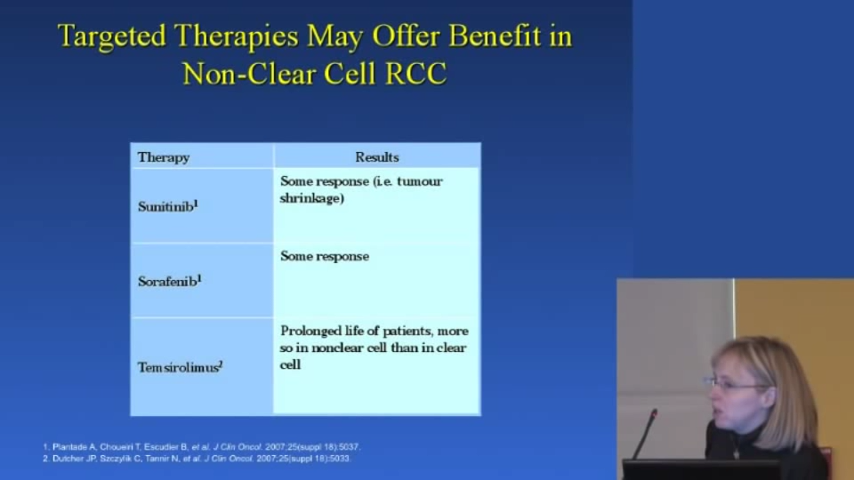 Targeted Therapies May Offer Benefit in
Non-Clear Cell RCC
Therapy Results
Sunitinib1 Some response (i.e. tumour
shrinkage)
Sorafenib1 Some response
Temsirolimus2 Prolonged life of patients, more
so in nonclear cell than in clear
cell
1. Plantade A, Choueiri T, Escudier B, et al. J Clin Oncol. 2007;25(suppl 18):5037.
2. Dutcher JP, Szczylik C, Tannir N, et al. J Clin Oncol. 2007;25(suppl 18):5033.